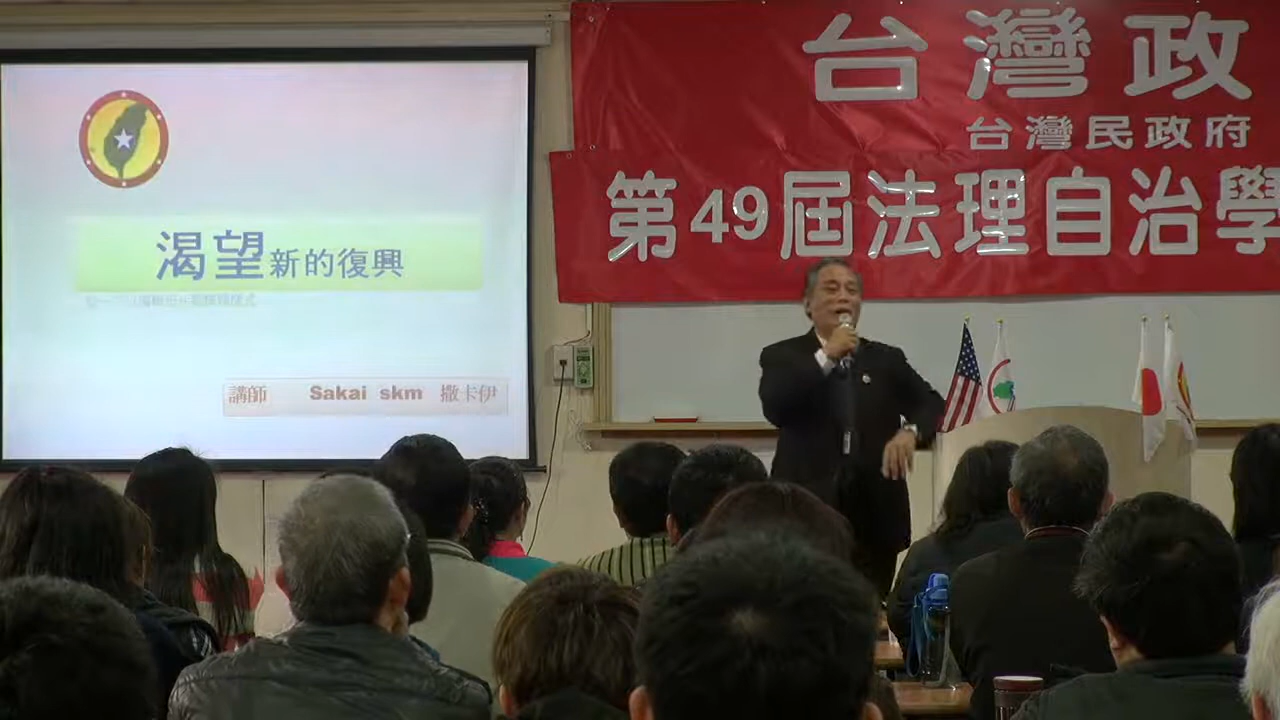 渴望新的復興
講師 Sakai skm 撒卡伊
台灣政
台灣民政府
第49屆法理自治學